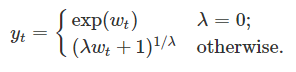 y_t = { exp(w_t) λ = 0;
(λw_t + 1)^{1/λ} otherwise.